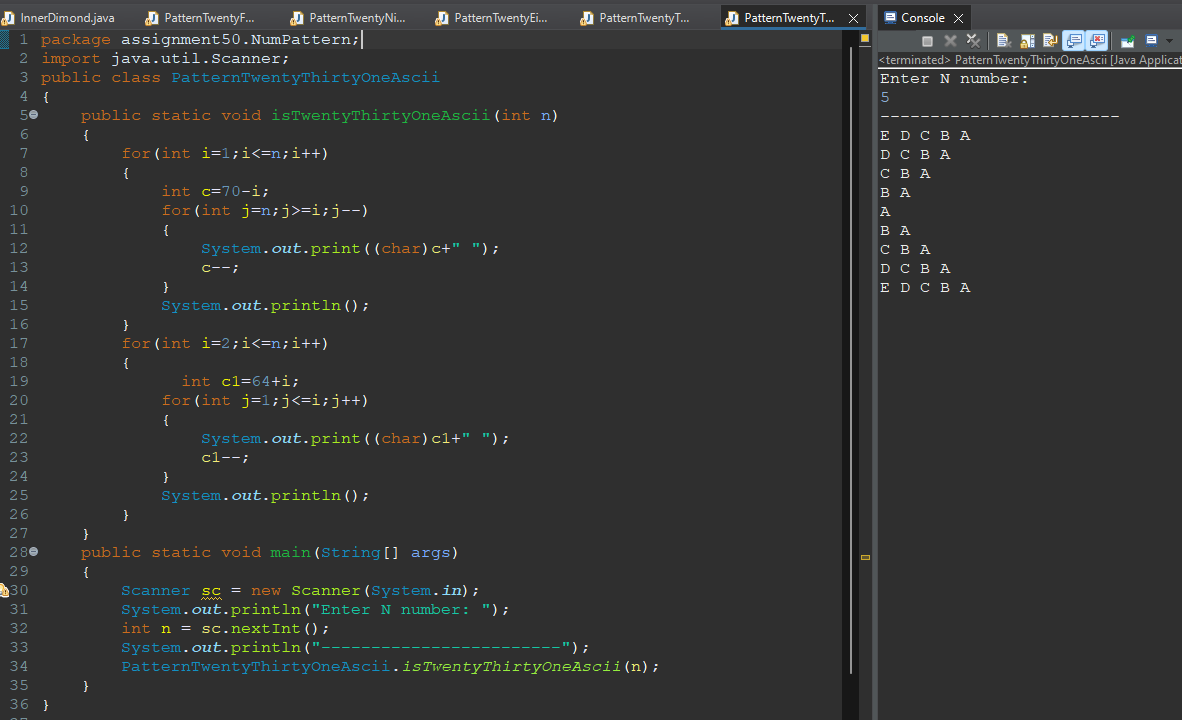 InnerDimond.java PatternTwentyF... PatternTwentyNi... PatternTwentyEi... PatternTwentyT... PatternTwentyT...
1 package assignment50.NumPattern;
2 import java.util.Scanner;
3 public class PatternTwentyThirtyOneAscii
4 {
5 public static void isTwentyThirtyOneAscii(int n)
6 {
7 for(int i=1;i<=n;i++)
8 {
9 int c=70-i;
10 for(int j=n;j>=i;j--)
11 {
12 System.out.print((char)c+" ");
13 c--;
14 }
15 System.out.println();
16 }
17 for(int i=2;i<=n;i++)
18 {
19 int c1=64+i;
20 for(int j=1;j<=i;j++)
21 {
22 System.out.print((char)c1+" ");
23 c1--;
24 }
25 System.out.println();
26 }
27 }
28 public static void main(String[] args)
29 {
30 Scanner sc = new Scanner(System.in);
31 System.out.println("Enter N number: ");
32 int n = sc.nextInt();
33 System.out.println("------------------------");
34 PatternTwentyThirtyOneAscii.isTwentyThirtyOneAscii(n);
35 }
36 }
Console
<terminated> PatternTwentyThirtyOneAscii [Java Applicat
Enter N number:
5
------------------------
E D C B A
D C B A
C B A
B A
A
B A
C B A
D C B A
E D C B A